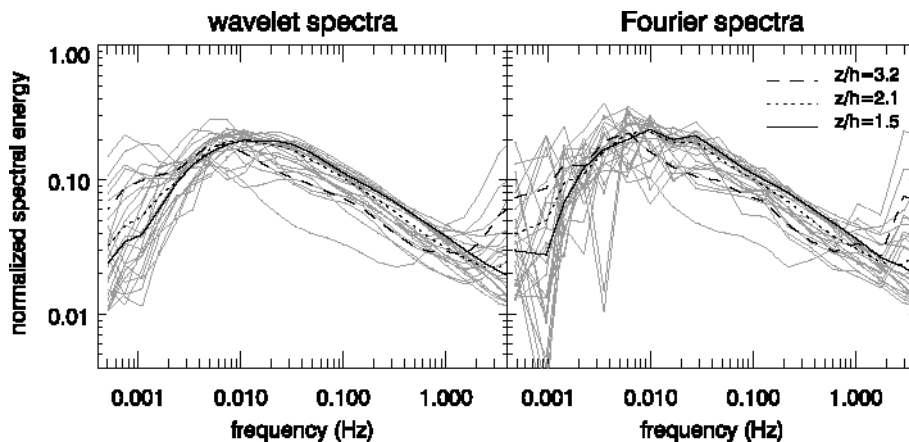 wavelet spectra
Fourier spectra
normalized spectral energy
1.00
0.10
0.01
z/h=3.2
z/h=2.1
z/h=1.5
0.001 0.010 0.100 1.000
0.001 0.010 0.100 1.000
frequency (Hz)
frequency (Hz)